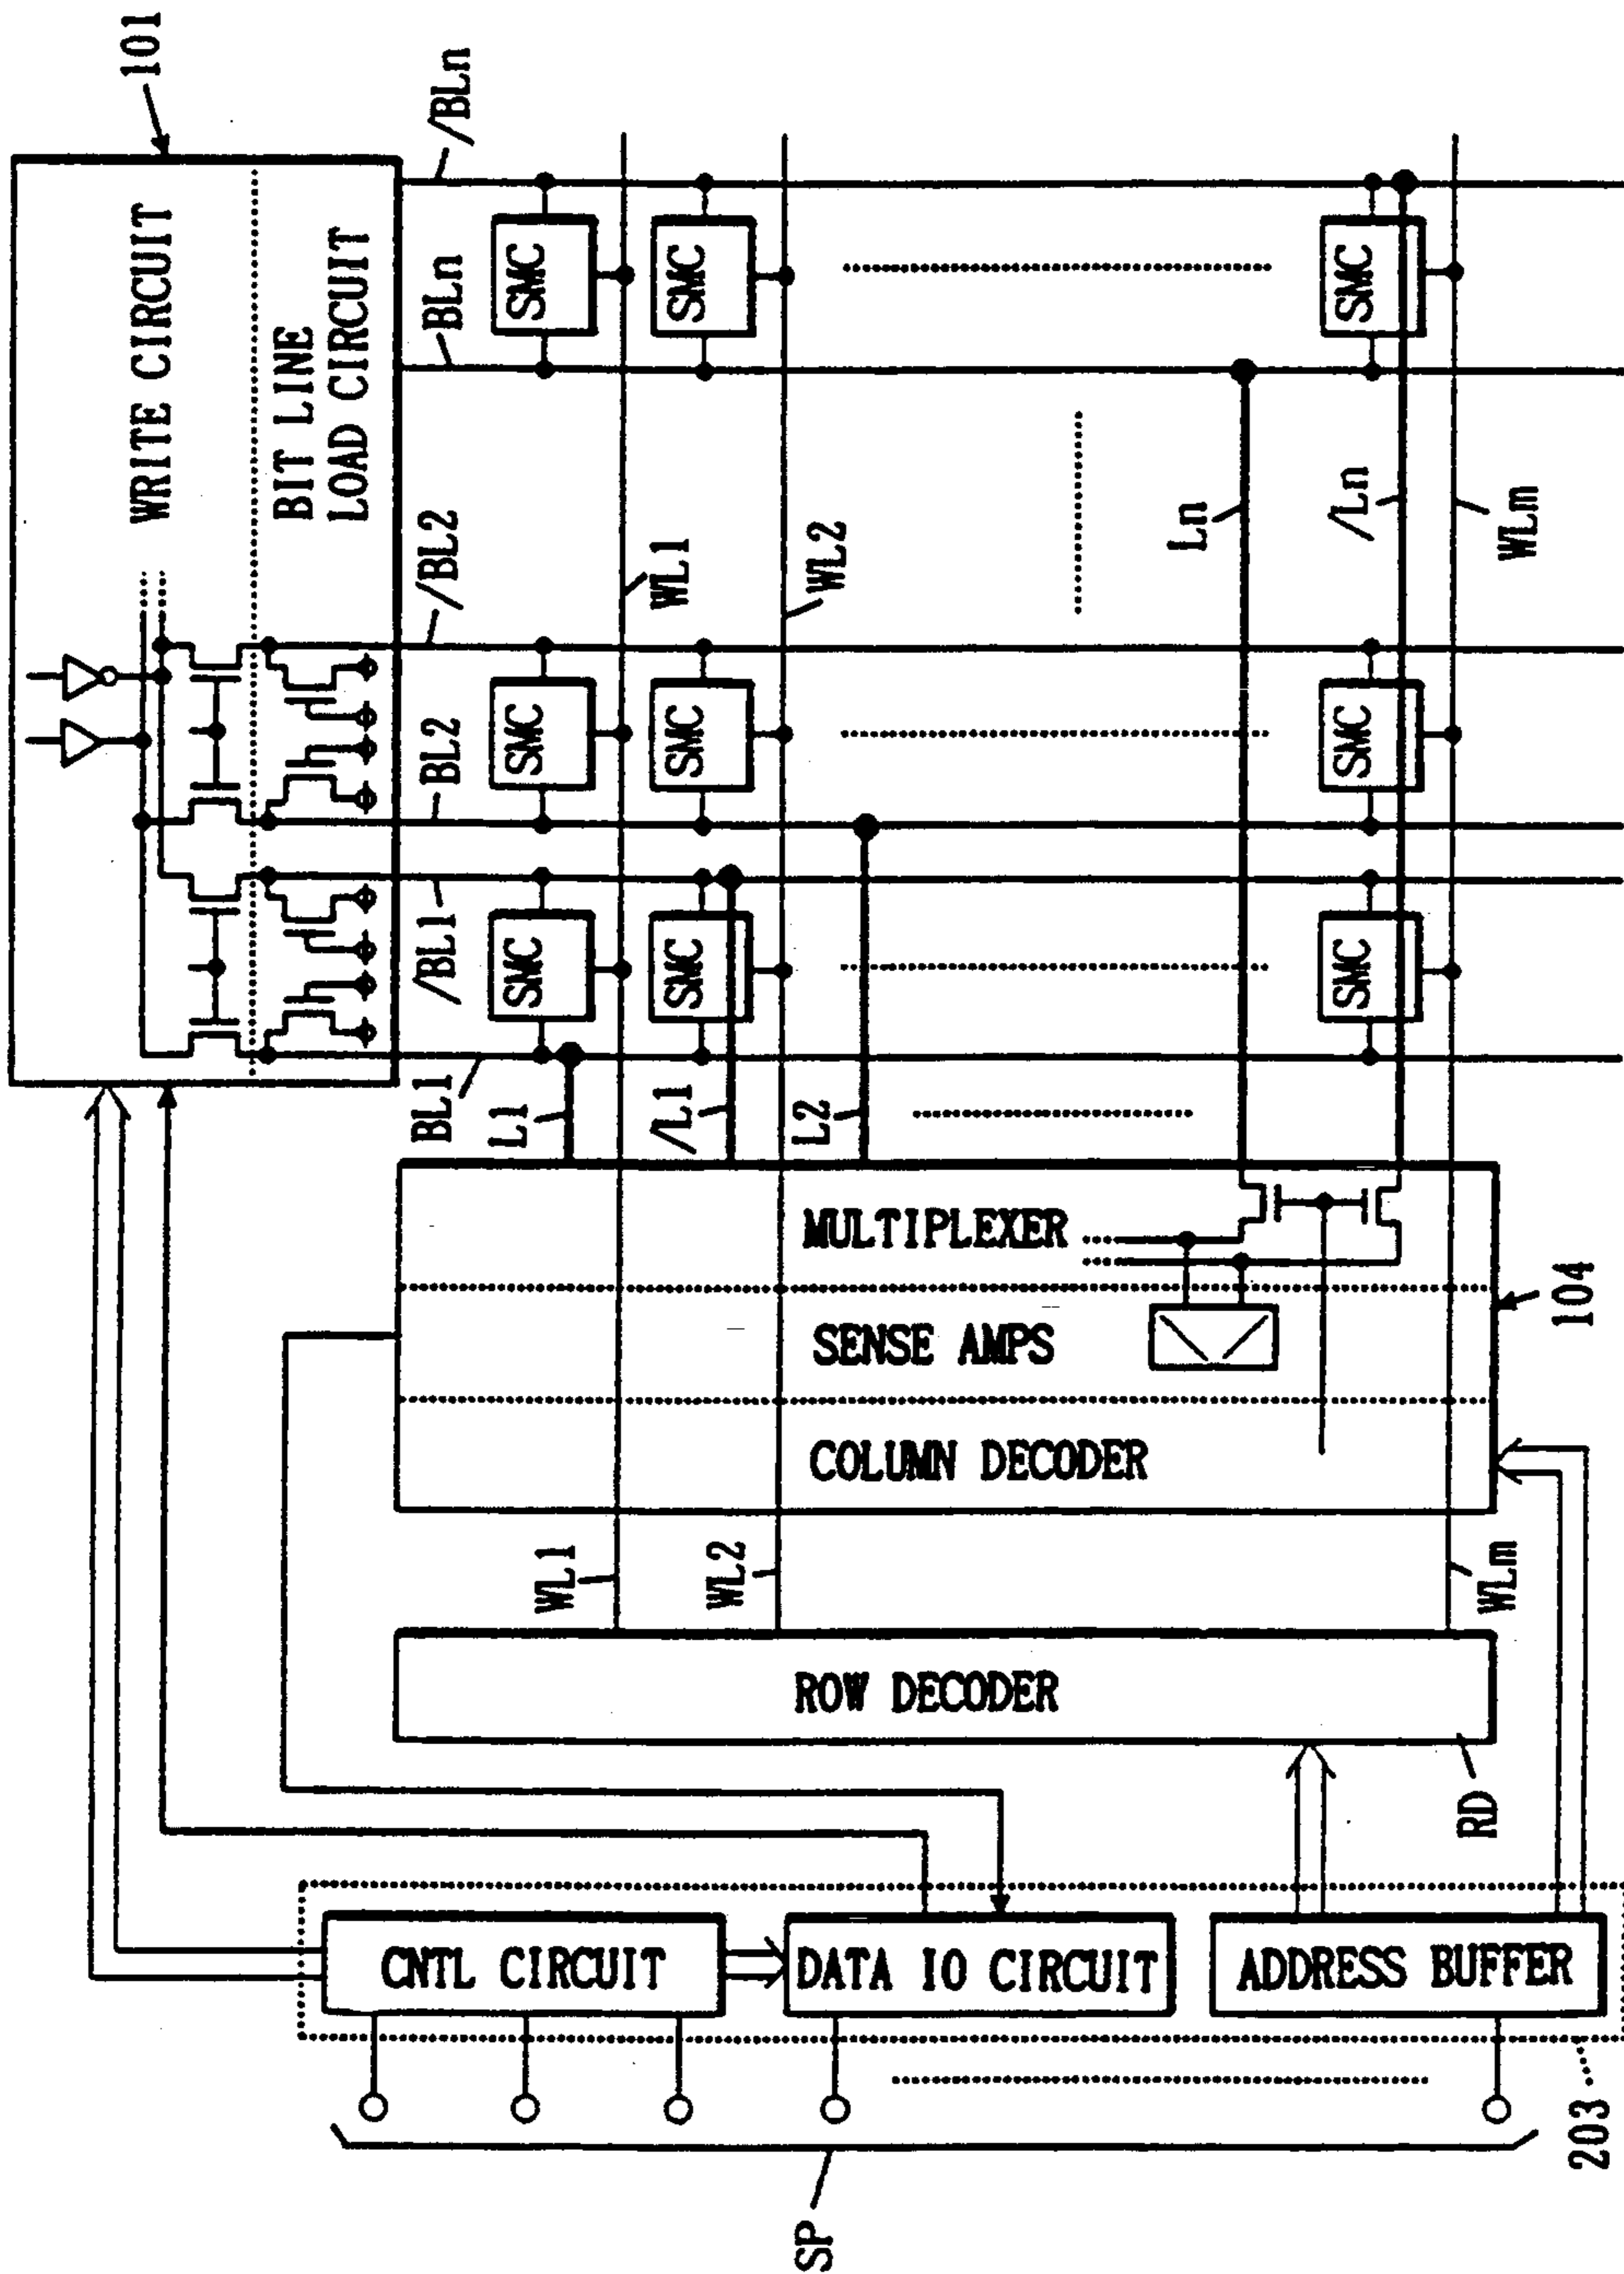 101
WRITE CIRCUIT
BIT LINE
LOAD CIRCUIT
BL1
/BL1
BL2
/BL2
BLn
/BLn
L1
SMC
SMC
SMC
WL1
/L1
SMC
SMC
SMC
WL2
L2
Ln
/Ln
SMC
SMC
SMC
WLm
MULTIPLEXER
SENSE AMPS
COLUMN DECODER
104
WL1
WL2
WLm
ROW DECODER
RD
CNTL CIRCUIT
DATA IO CIRCUIT
ADDRESS BUFFER
203
SP